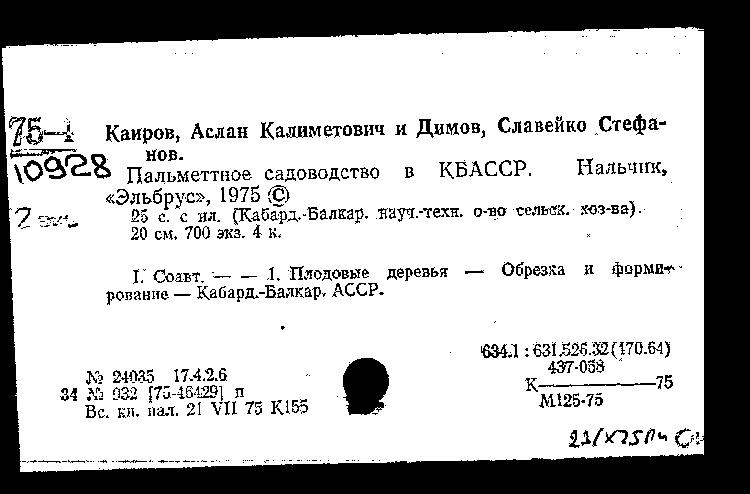 75-4
10928
Каиров, Аслан Калиметович и Димов, Славейко Стефа-
нов.
Пальметтное садоводство в КБАССР. Нальчик,
«Эльбрус», 1975 ©
25 с. с ил. (Кабард.-Балкар. науч.-техн. о-во сельск. хоз-ва).
2 экз.
20 см. 700 экз. 4 к.
I. Соавт. — — 1. Плодовые деревья — Обрезка и форми-
рование — Кабард.-Балкар. АССР.
634.1 : 631.526.32(470.64)
№ 24035 17.4.2.6
437-058
34 № 932 [75-46429] п
К—75
Вс. кн. пал. 21 VII 75 К155
М125-75